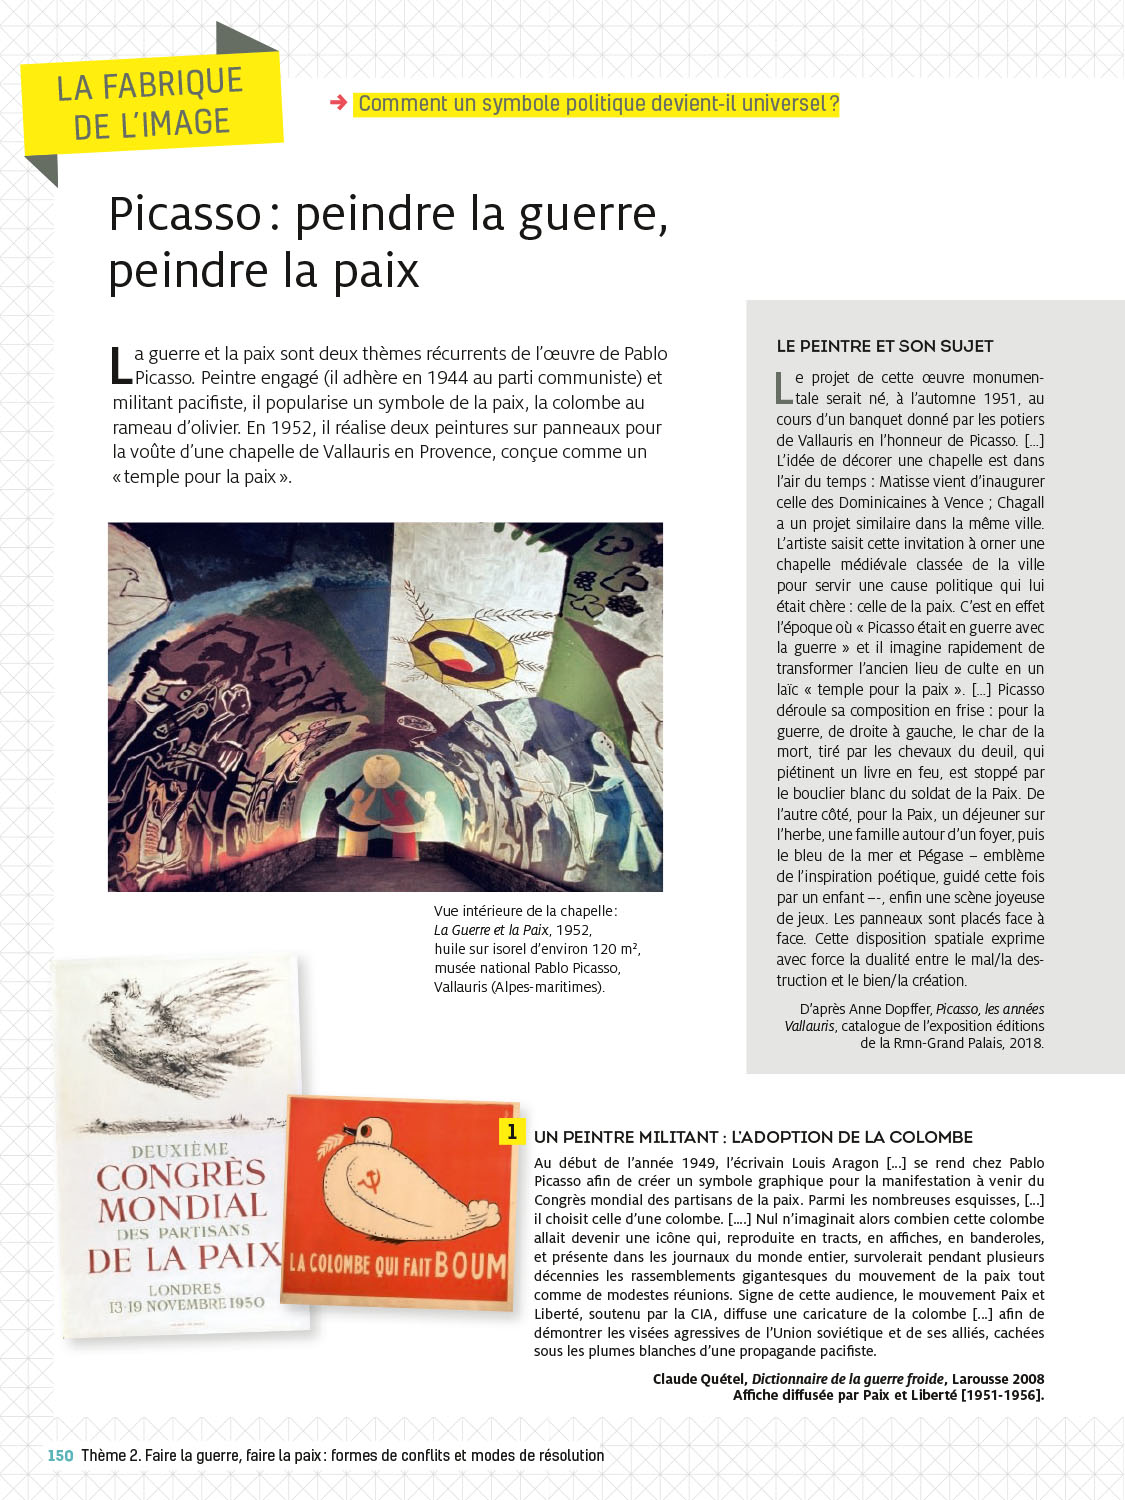 LA FABRIQUE
DE L'IMAGE
→ Comment un symbole politique devient-il universel ?
Picasso : peindre la guerre,
peindre la paix
La guerre et la paix sont deux thèmes récurrents de l'œuvre de Pablo
Picasso. Peintre engagé (il adhère en 1944 au parti communiste) et
militant pacifiste, il popularise un symbole de la paix, la colombe au
rameau d'olivier. En 1952, il réalise deux peintures sur panneaux pour
la voûte d'une chapelle de Vallauris en Provence, conçue comme un
« temple pour la paix ».
Vue intérieure de la chapelle :
La Guerre et la Paix, 1952,
huile sur isorel d'environ 120 m²,
musée national Pablo Picasso,
Vallauris (Alpes-maritimes).
LE PEINTRE ET SON SUJET
Le projet de cette œuvre monumen-
tale serait né, à l'automne 1951, au
cours d'un banquet donné par les potiers
de Vallauris en l'honneur de Picasso. [...]
L'idée de décorer une chapelle est dans
l'air du temps : Matisse vient d'inaugurer
celle des Dominicaines à Vence ; Chagall
a un projet similaire dans la même ville.
L'artiste saisit cette invitation à orner une
chapelle médiévale classée de la ville
pour servir une cause politique qui lui
était chère : celle de la paix. C'est en effet
l'époque où « Picasso était en guerre avec
la guerre » et il imagine rapidement de
transformer l'ancien lieu de culte en un
laïc « temple pour la paix ». [...] Picasso
déroule sa composition en frise : pour la
guerre, de droite à gauche, le char de la
mort, tiré par les chevaux du deuil, qui
piétinent un livre en feu, est stoppé par
le bouclier blanc du soldat de la Paix. De
l'autre côté, pour la Paix, un déjeuner sur
l'herbe, une famille autour d'un foyer, puis
le bleu de la mer et Pégase – emblème
de l'inspiration poétique, guidé cette fois
par un enfant –-, enfin une scène joyeuse
de jeux. Les panneaux sont placés face à
face. Cette disposition spatiale exprime
avec force la dualité entre le mal/la des-
truction et le bien/la création.
D'après Anne Dopffer, Picasso, les années
Vallauris, catalogue de l'exposition éditions
de la Rmn-Grand Palais, 2018.
DEUXIÈME
CONGRÈS
MONDIAL
DES PARTISANS
DE LA PAIX
LONDRES
13-19 NOVEMBRE 1950
LA COLOMBE QUI FAIT BOUM
1 UN PEINTRE MILITANT : L'ADOPTION DE LA COLOMBE
Au début de l'année 1949, l'écrivain Louis Aragon [...] se rend chez Pablo
Picasso afin de créer un symbole graphique pour la manifestation à venir du
Congrès mondial des partisans de la paix. Parmi les nombreuses esquisses, [...]
il choisit celle d'une colombe. [....] Nul n'imaginait alors combien cette colombe
allait devenir une icône qui, reproduite en tracts, en affiches, en banderoles,
et présente dans les journaux du monde entier, survolerait pendant plusieurs
décennies les rassemblements gigantesques du mouvement de la paix tout
comme de modestes réunions. Signe de cette audience, le mouvement Paix et
Liberté, soutenu par la CIA, diffuse une caricature de la colombe [...] afin de
démontrer les visées agressives de l'Union soviétique et de ses alliés, cachées
sous les plumes blanches d'une propagande pacifiste.
Claude Quétel, Dictionnaire de la guerre froide, Larousse 2008
Affiche diffusée par Paix et Liberté [1951-1956].
150 Thème 2. Faire la guerre, faire la paix : formes de conflits et modes de résolution